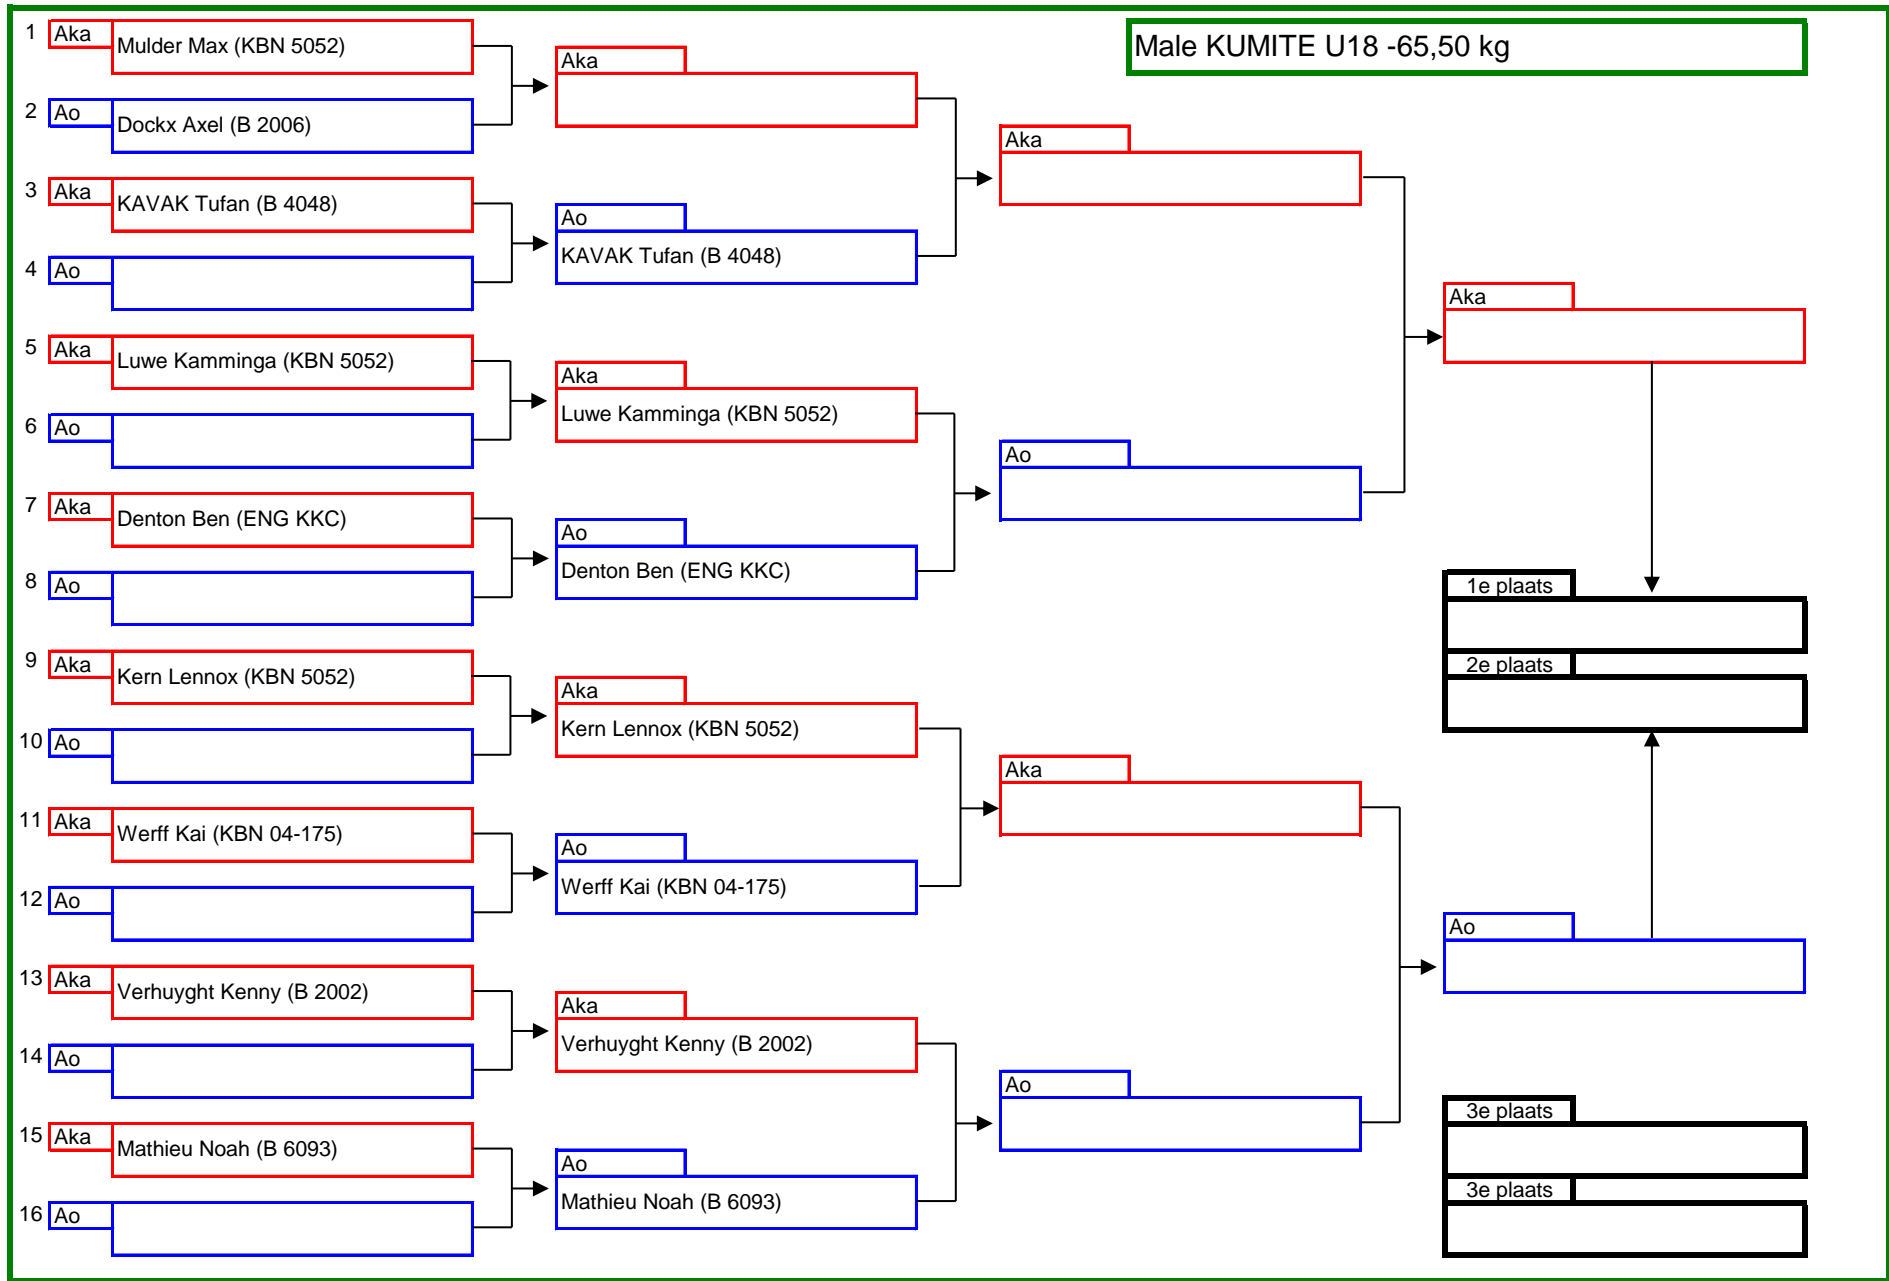 Male KUMITE U18 -65,50 kg
1 Aka
Mulder Max (KBN 5052)
2 Ao
Dockx Axel (B 2006)
3 Aka
KAVAK Tufan (B 4048)
4 Ao
5 Aka
Luwe Kamminga (KBN 5052)
6 Ao
7 Aka
Denton Ben (ENG KKC)
8 Ao
9 Aka
Kern Lennox (KBN 5052)
10 Ao
11 Aka
Werff Kai (KBN 04-175)
12 Ao
13 Aka
Verhuyght Kenny (B 2002)
14 Ao
15 Aka
Mathieu Noah (B 6093)
16 Ao
Aka
Ao
KAVAK Tufan (B 4048)
Aka
Luwe Kamminga (KBN 5052)
Ao
Denton Ben (ENG KKC)
Aka
Kern Lennox (KBN 5052)
Ao
Werff Kai (KBN 04-175)
Aka
Verhuyght Kenny (B 2002)
Ao
Mathieu Noah (B 6093)
Aka
Ao
Aka
Ao
Aka
1e plaats
2e plaats
Ao
3e plaats
3e plaats